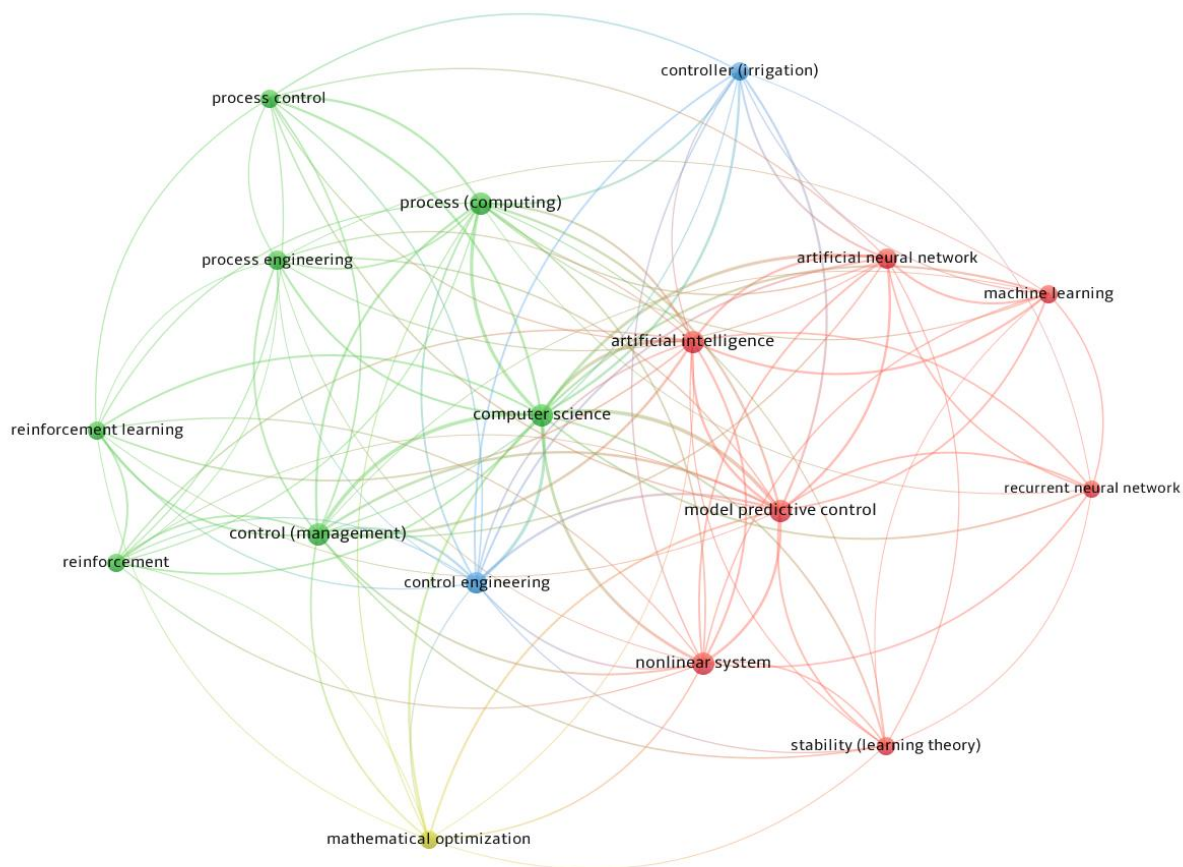 controller (irrigation)
process control
process (computing)
process engineering
artificial neural network
machine learning
artificial intelligence
computer science
reinforcement learning
recurrent neural network
model predictive control
control (management)
reinforcement
control engineering
nonlinear system
stability (learning theory)
mathematical optimization